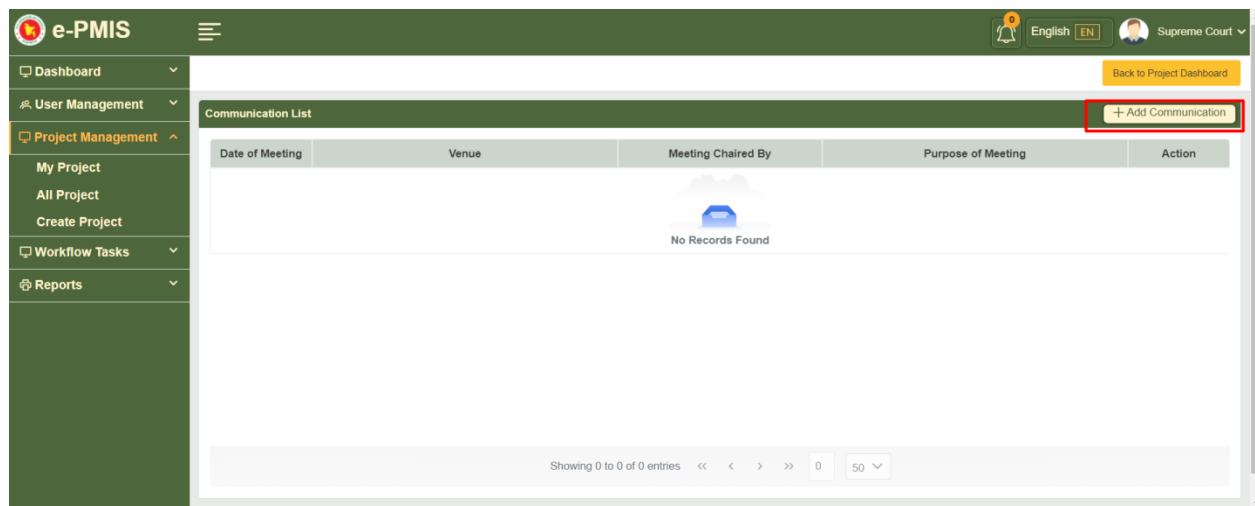 e-PMIS
0
English EN
Supreme Court
Dashboard
User Management
Project Management
My Project
All Project
Create Project
Workflow Tasks
Reports
Back to Project Dashboard
Communication List
+ Add Communication
Date of Meeting Venue Meeting Chaired By Purpose of Meeting Action
No Records Found
Showing 0 to 0 of 0 entries << < > >> 0 50